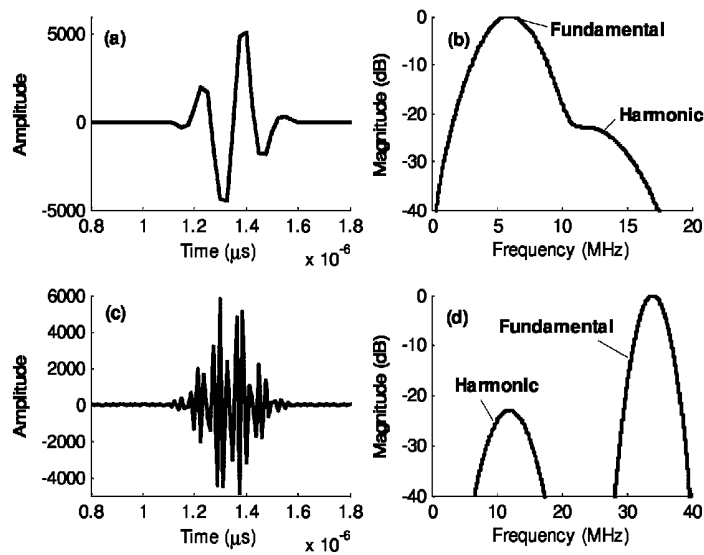 (a)
5000
0
-5000
Amplitude
0.8 1 1.2 1.4 1.6 1.8
Time (μs)
x 10⁻⁶
(b)
Fundamental
Harmonic
0
-10
-20
-30
-40
Magnitude (dB)
0 5 10 15 20
Frequency (MHz)
(c)
6000
4000
2000
0
-2000
-4000
Amplitude
0.8 1 1.2 1.4 1.6 1.8
Time (μs)
x 10⁻⁶
(d)
Fundamental
Harmonic
0
-10
-20
-30
-40
Magnitude (dB)
0 10 20 30 40
Frequency (MHz)